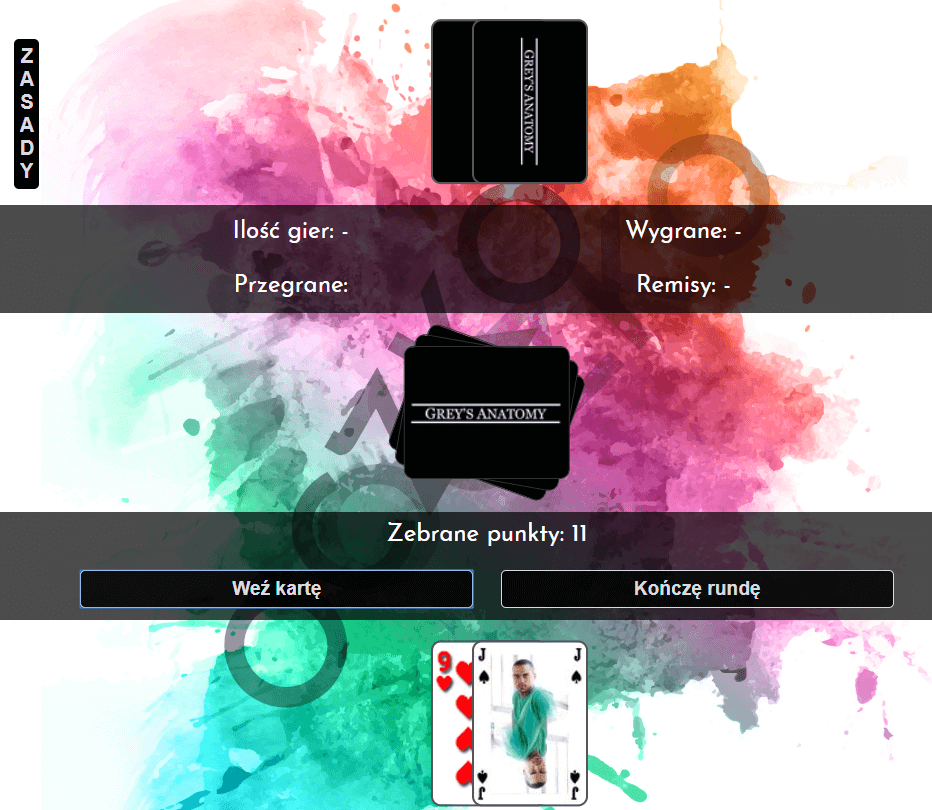 ZASADY
GREY'S ANATOMY
Ilość gier: -
Wygrane: -
Przegrane:
Remisy: -
GREY'S ANATOMY
Zebrane punkty: 11
Weź kartę
Kończę rundę
9
J
J
J
J